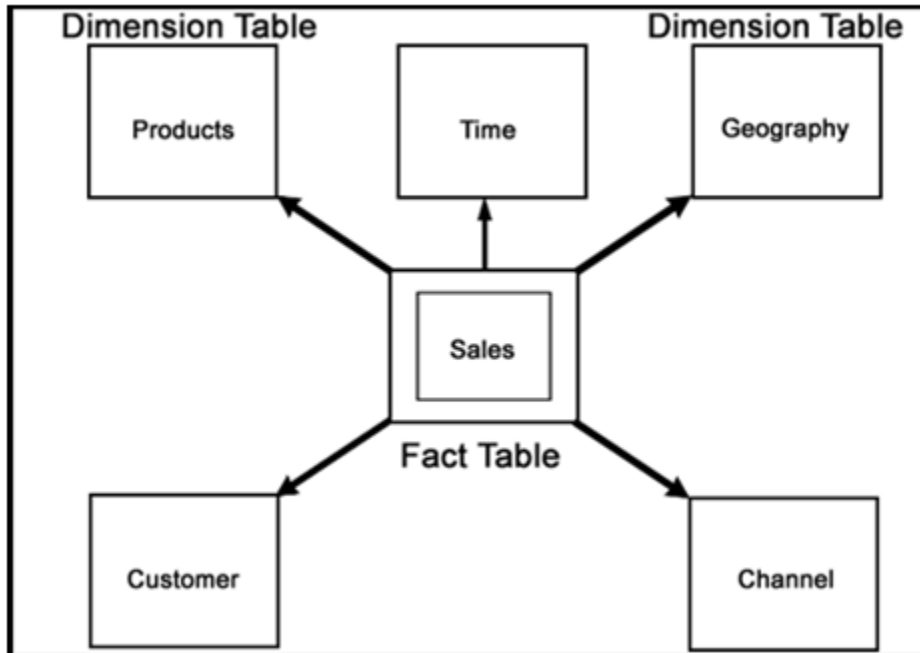 Dimension Table
Dimension Table
Products
Time
Geography
Sales
Fact Table
Customer
Channel